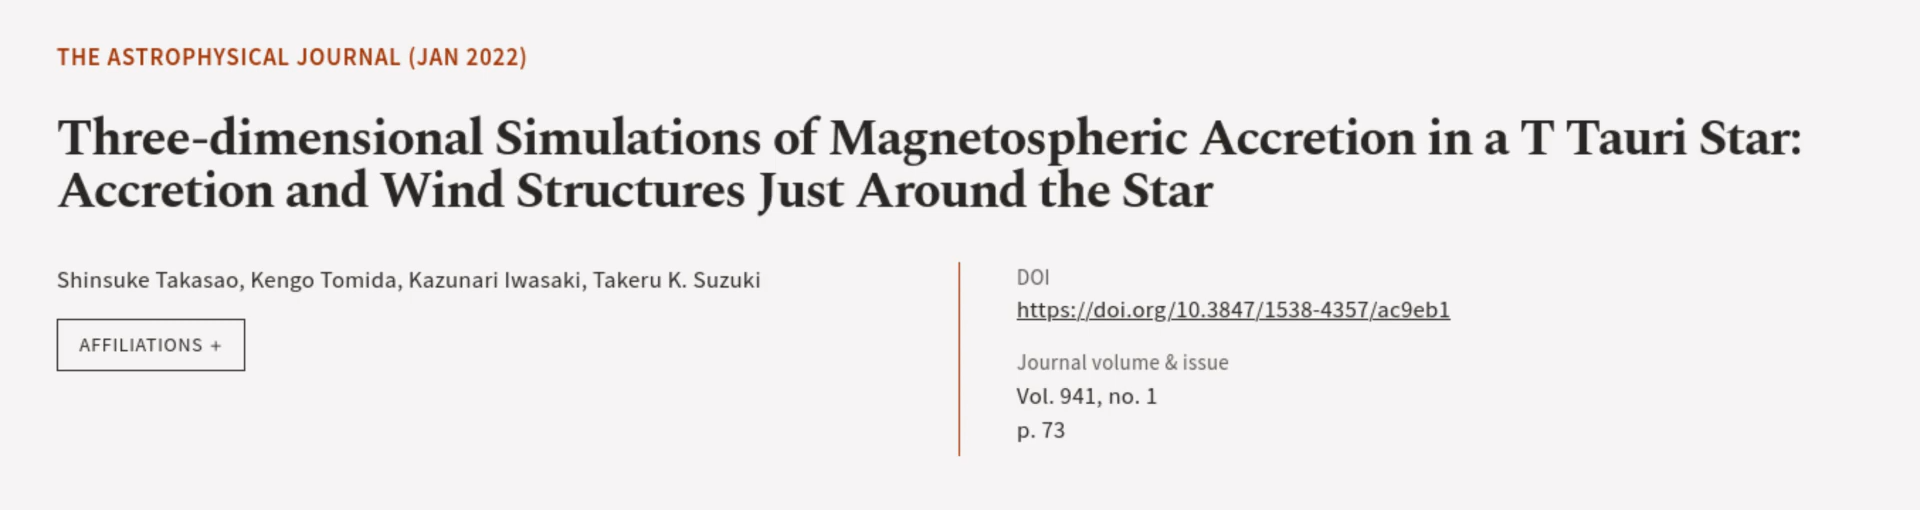 THE ASTROPHYSICAL JOURNAL (JAN 2022)
Three-dimensional Simulations of Magnetospheric Accretion in a T Tauri Star:
Accretion and Wind Structures Just Around the Star
Shinsuke Takasao, Kengo Tomida, Kazunari Iwasaki, Takeru K. Suzuki
AFFILIATIONS +
DOI
https://doi.org/10.3847/1538-4357/ac9eb1
Journal volume & issue
Vol. 941, no. 1
p. 73